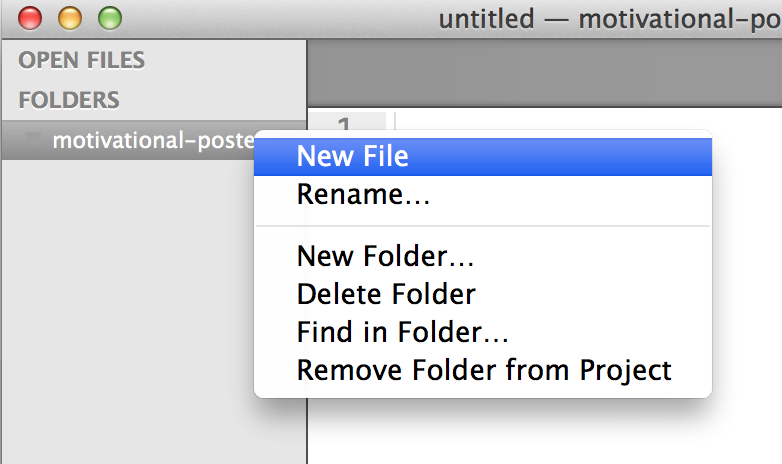 untitled — motivational-po
OPEN FILES
FOLDERS
motivational-poste
1
New File
Rename...
New Folder...
Delete Folder
Find in Folder...
Remove Folder from Project